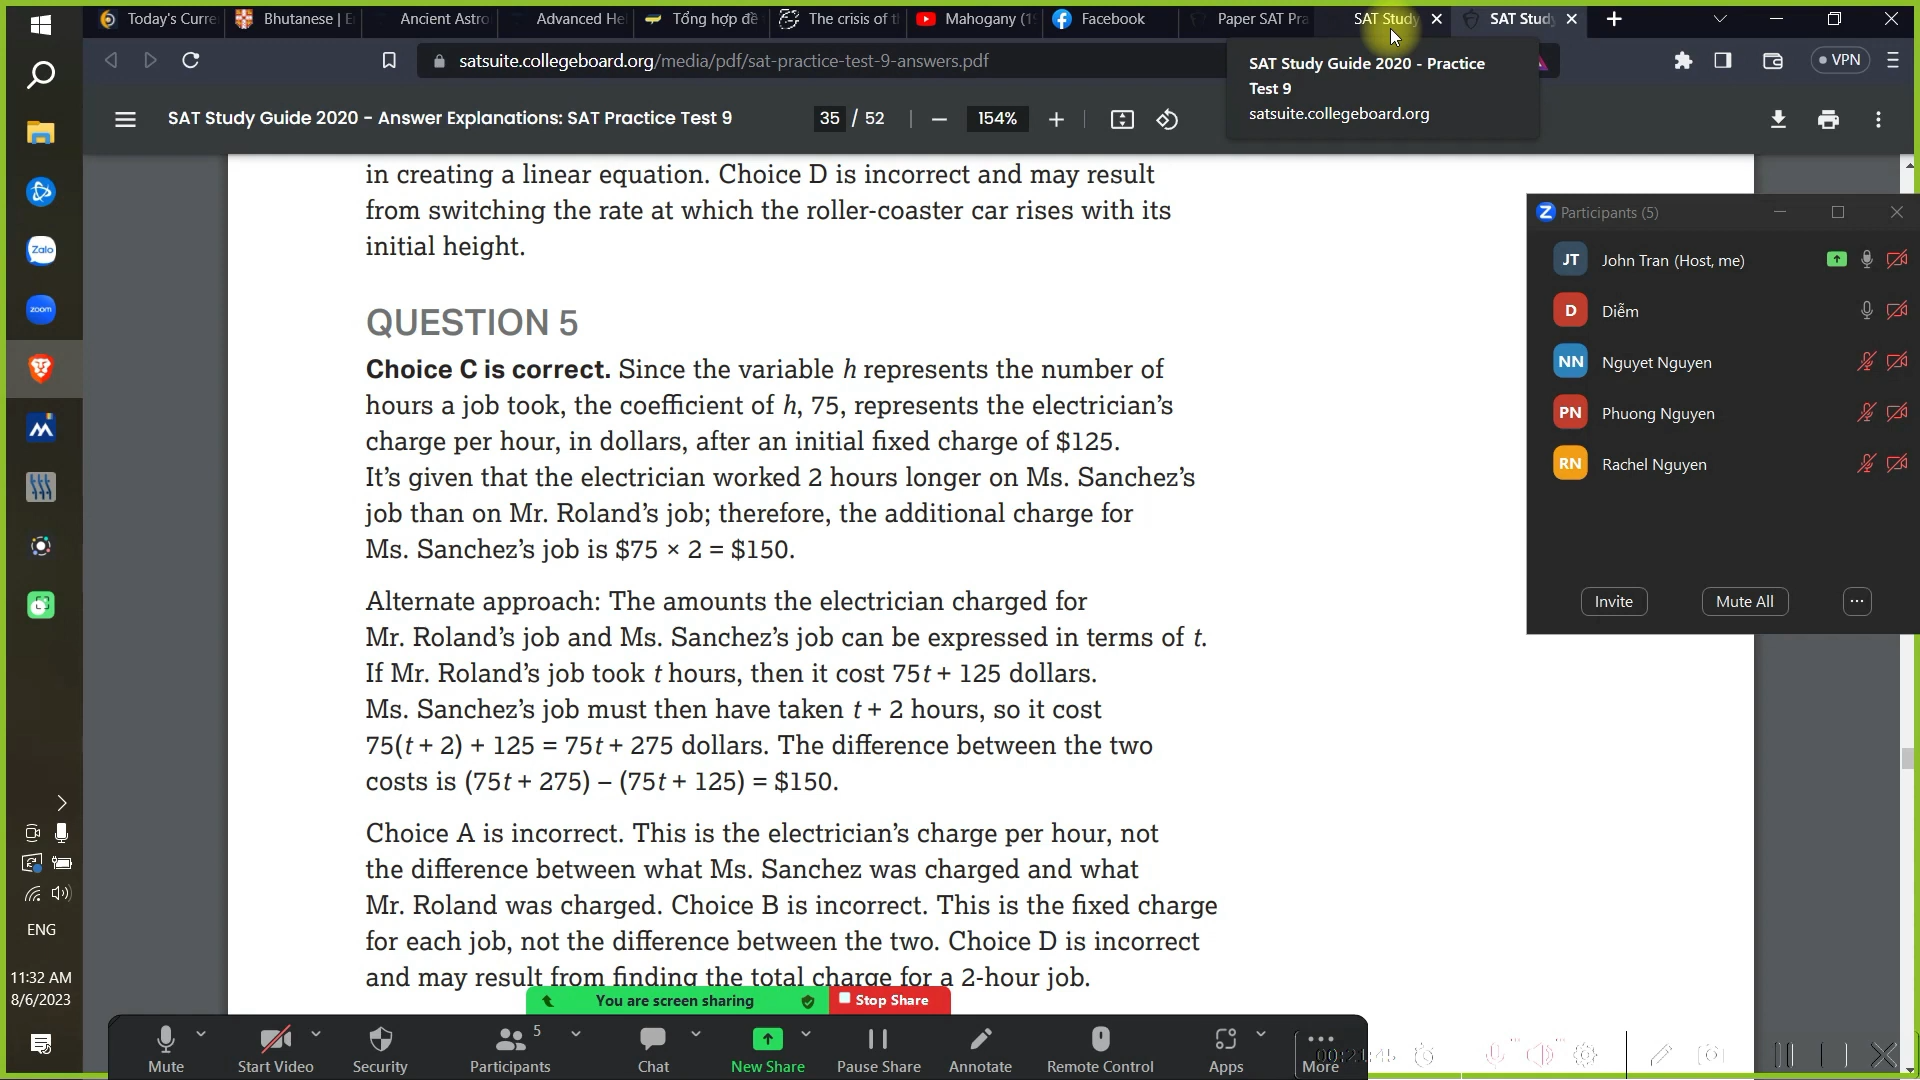 Today's Curre
Bhutanese | E
Ancient Astro
Advanced He
Tổng hợp đề
The crisis of t
Mahogany (19
Facebook
Paper SAT Pra
SAT Study
SAT Study
satsuite.collegeboard.org/media/pdf/sat-practice-test-9-answers.pdf
VPN
SAT Study Guide 2020 - Practice
Test 9
satsuite.collegeboard.org
SAT Study Guide 2020 – Answer Explanations: SAT Practice Test 9
35 / 52
154%
in creating a linear equation. Choice D is incorrect and may result
from switching the rate at which the roller-coaster car rises with its
initial height.
QUESTION 5
Choice C is correct. Since the variable h represents the number of
hours a job took, the coefficient of h, 75, represents the electrician's
charge per hour, in dollars, after an initial fixed charge of $125.
It's given that the electrician worked 2 hours longer on Ms. Sanchez's
job than on Mr. Roland's job; therefore, the additional charge for
Ms. Sanchez's job is $75 × 2 = $150.
Alternate approach: The amounts the electrician charged for
Mr. Roland's job and Ms. Sanchez's job can be expressed in terms of t.
If Mr. Roland's job took t hours, then it cost 75t + 125 dollars.
Ms. Sanchez's job must then have taken t + 2 hours, so it cost
75(t + 2) + 125 = 75t + 275 dollars. The difference between the two
costs is (75t + 275) – (75t + 125) = $150.
Choice A is incorrect. This is the electrician's charge per hour, not
the difference between what Ms. Sanchez was charged and what
Mr. Roland was charged. Choice B is incorrect. This is the fixed charge
for each job, not the difference between the two. Choice D is incorrect
and may result from finding the total charge for a 2-hour job.
Participants (5)
JT John Tran (Host, me)
D Diễm
NN Nguyet Nguyen
PN Phuong Nguyen
RN Rachel Nguyen
Invite
Mute All
Zalo
zoom
ENG
11:32 AM
8/6/2023
You are screen sharing
Stop Share
Mute
Start Video
Security
5
Participants
Chat
New Share
Pause Share
Annotate
Remote Control
Apps
More
00:21:45